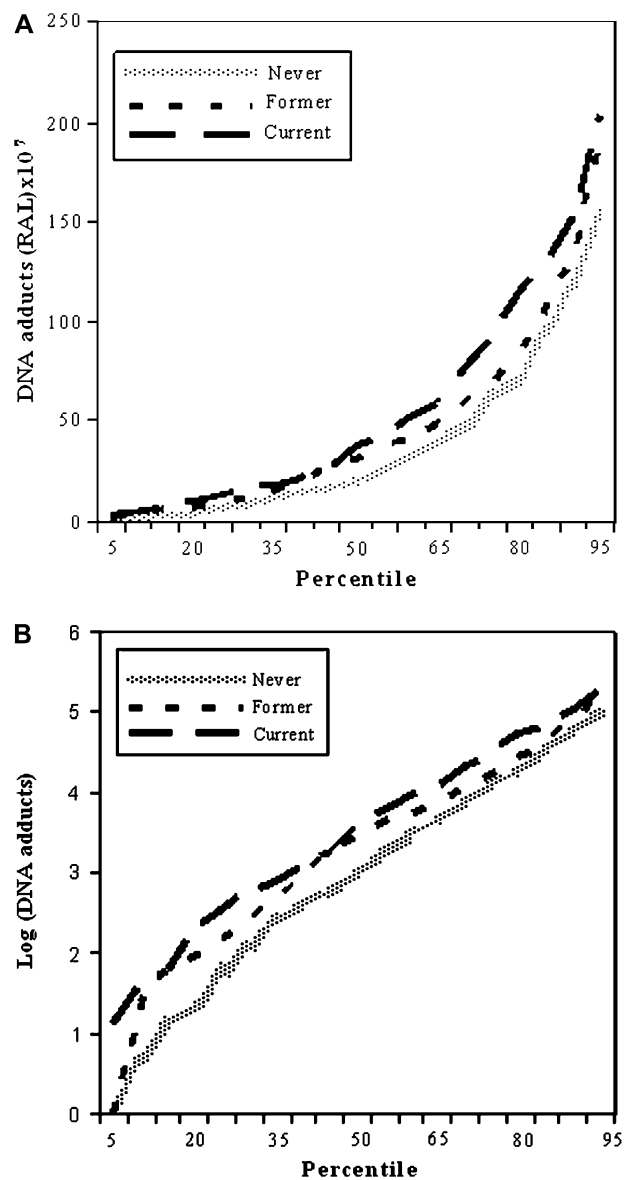 A
250
200
150
100
50
0
DNA adducts (RAL)x10⁷
Never
Former
Current
5 20 35 50 65 80 95
Percentile
B
6
5
4
3
2
1
0
Log (DNA adducts)
Never
Former
Current
5 20 35 50 65 80 95
Percentile